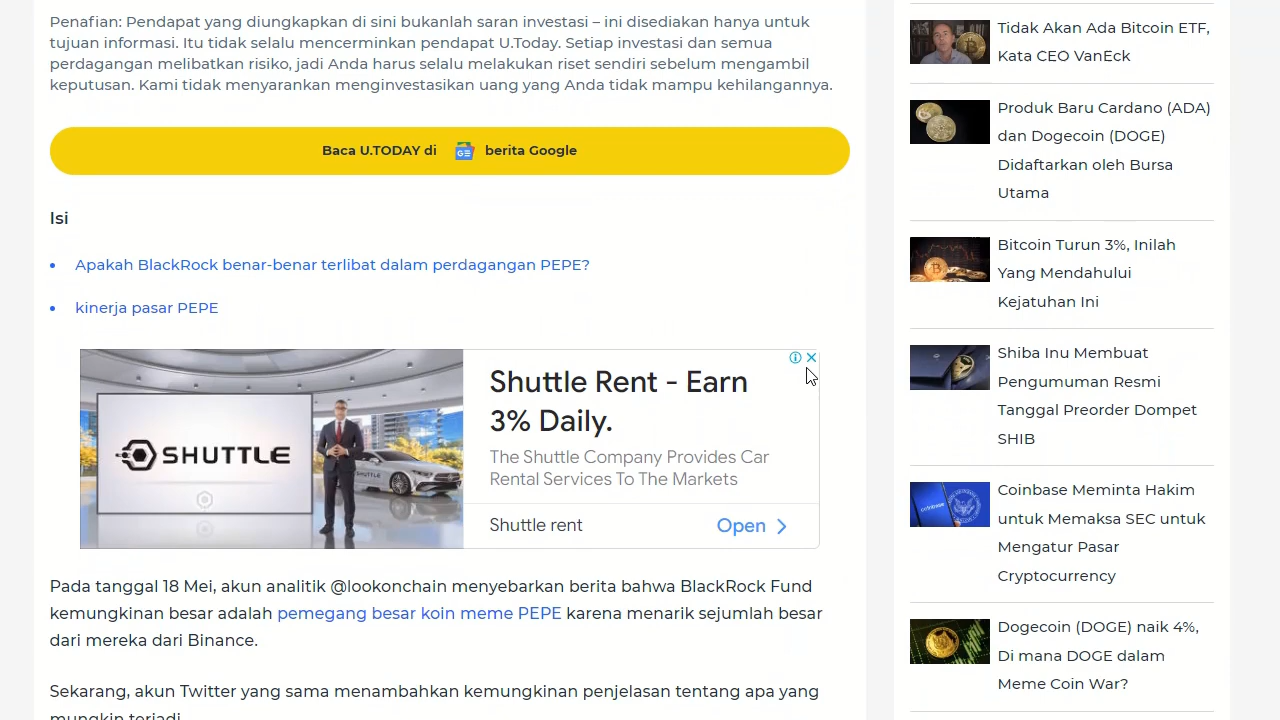 Penafian: Pendapat yang diungkapkan di sini bukanlah saran investasi – ini disediakan hanya untuk
tujuan informasi. Itu tidak selalu mencerminkan pendapat U.Today. Setiap investasi dan semua
perdagangan melibatkan risiko, jadi Anda harus selalu melakukan riset sendiri sebelum mengambil
keputusan. Kami tidak menyarankan menginvestasikan uang yang Anda tidak mampu kehilangannya.
Baca U.TODAY di berita Google
Isi
• Apakah BlackRock benar-benar terlibat dalam perdagangan PEPE?
• kinerja pasar PEPE
SHUTTLE
SHUTTLE
Shuttle Rent - Earn
3% Daily.
The Shuttle Company Provides Car
Rental Services To The Markets
Shuttle rent
Open
Pada tanggal 18 Mei, akun analitik @lookonchain menyebarkan berita bahwa BlackRock Fund
kemungkinan besar adalah pemegang besar koin meme PEPE karena menarik sejumlah besar
dari mereka dari Binance.
Sekarang, akun Twitter yang sama menambahkan kemungkinan penjelasan tentang apa yang
mungkin terjadi.
Tidak Akan Ada Bitcoin ETF,
Kata CEO VanEck
Produk Baru Cardano (ADA)
dan Dogecoin (DOGE)
Didaftarkan oleh Bursa
Utama
Bitcoin Turun 3%, Inilah
Yang Mendahului
Kejatuhan Ini
Shiba Inu Membuat
Pengumuman Resmi
Tanggal Preorder Dompet
SHIB
coinbase
Coinbase Meminta Hakim
untuk Memaksa SEC untuk
Mengatur Pasar
Cryptocurrency
Dogecoin (DOGE) naik 4%,
Di mana DOGE dalam
Meme Coin War?